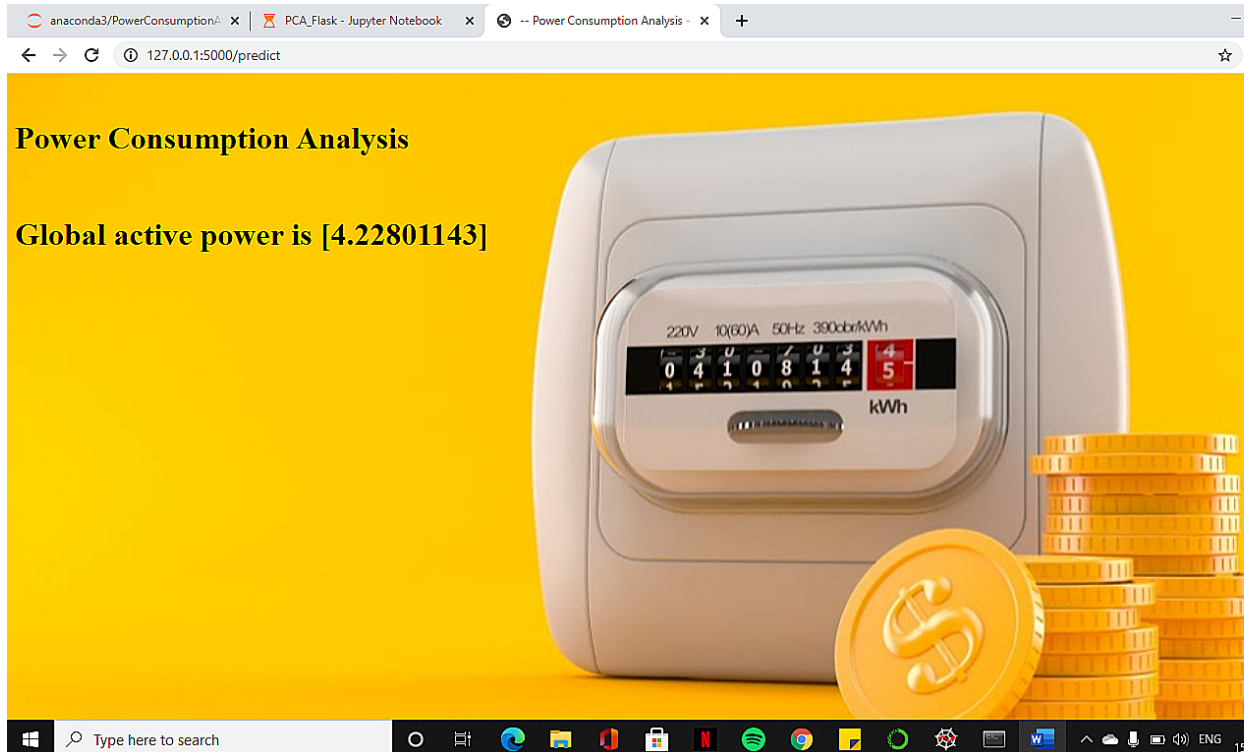 anaconda3/PowerConsumptionA
PCA_Flask - Jupyter Notebook
-- Power Consumption Analysis -
127.0.0.1:5000/predict
Power Consumption Analysis
Global active power is [4.22801143]
220V 10(60)A 50Hz 390obr/kWh
0 4 1 0 8 1 4 5
kWh
$
Type here to search
ENG